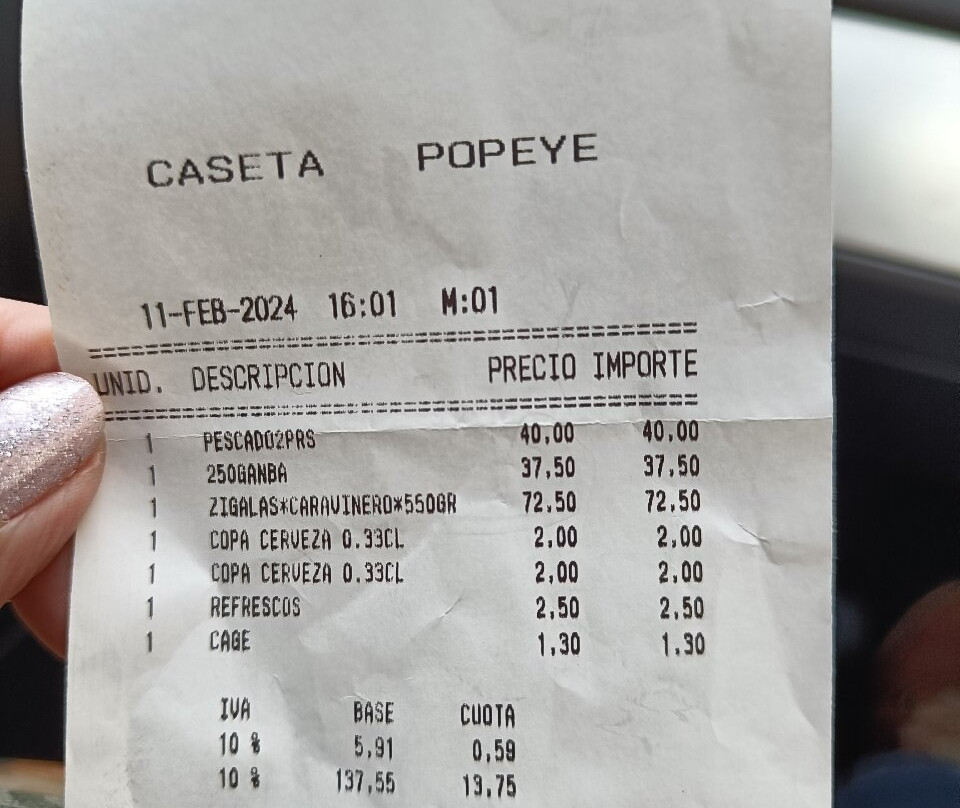 CASETA POPEYE
11-FEB-2024 16:01 M:01
================================================
UNID. DESCRIPCION PRECIO IMPORTE
================================================
1 PESCADO2PRS 40,00 40,00
1 250GANBA 37,50 37,50
1 ZIGALAS*CARAVINERO*550GR 72,50 72,50
1 COPA CERVEZA 0.33CL 2,00 2,00
1 COPA CERVEZA 0.33CL 2,00 2,00
1 REFRESCOS 2,50 2,50
1 CAGE 1,30 1,30
IVA BASE CUOTA
10 % 5,91 0,59
10 % 137,55 13,75